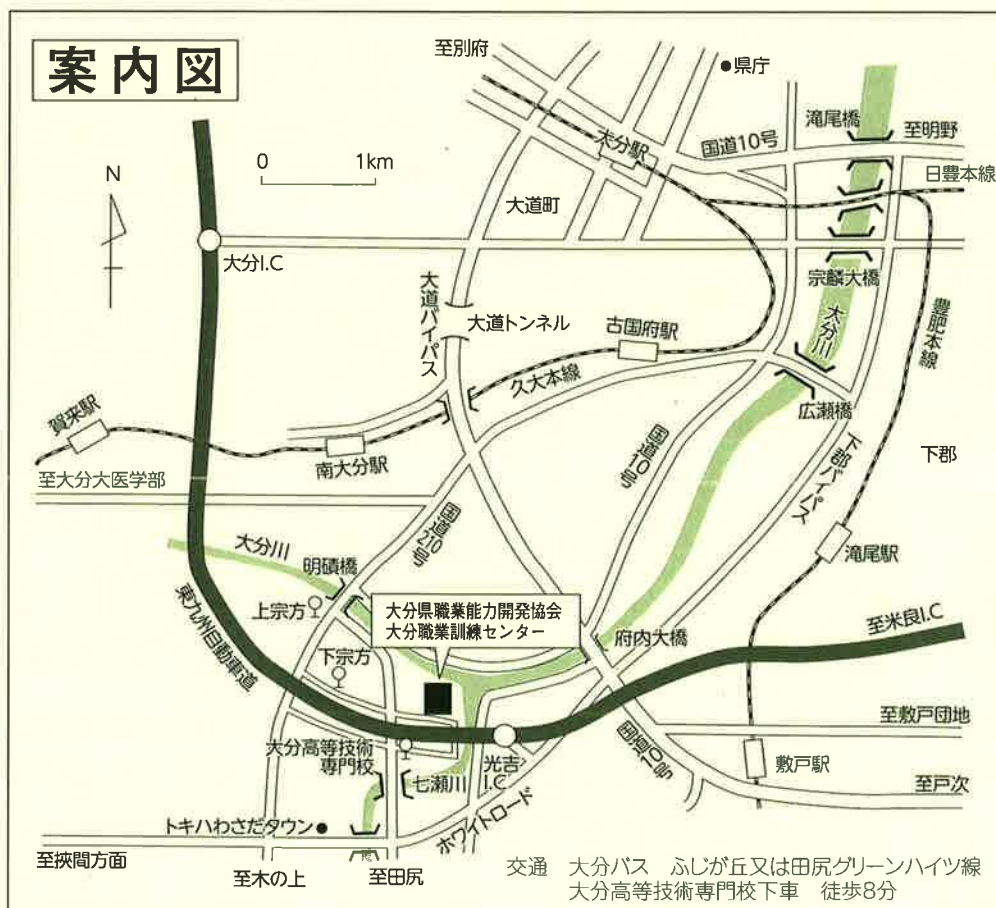 案内図
至別府
県庁
滝尾橋
至明野
国道10号
大分駅
日豊本線
0 1km
N
大道町
大分I.C
宗麟大橋
大道バイパス
大道トンネル
古国府駅
大分川
豊肥本線
久大本線
広瀬橋
賀来駅
南大分駅
国道10号
下郡バイパス
下郡
至大分大医学部
国道210号
滝尾駅
大分川
明磧橋
上宗方
大分県職業能力開発協会
大分職業訓練センター
府内大橋
至米良I.C
東九州自動車道
下宗方
至敷戸団地
大分高等技術
専門校
光吉
I.C
国道10号
敷戸駅
七瀬川
至戸次
トキハわさだタウン
ホワイトロード
至挾間方面
至木の上
至田尻
交通 大分バス ふじが丘又は田尻グリーンハイツ線
大分高等技術専門校下車 徒歩8分